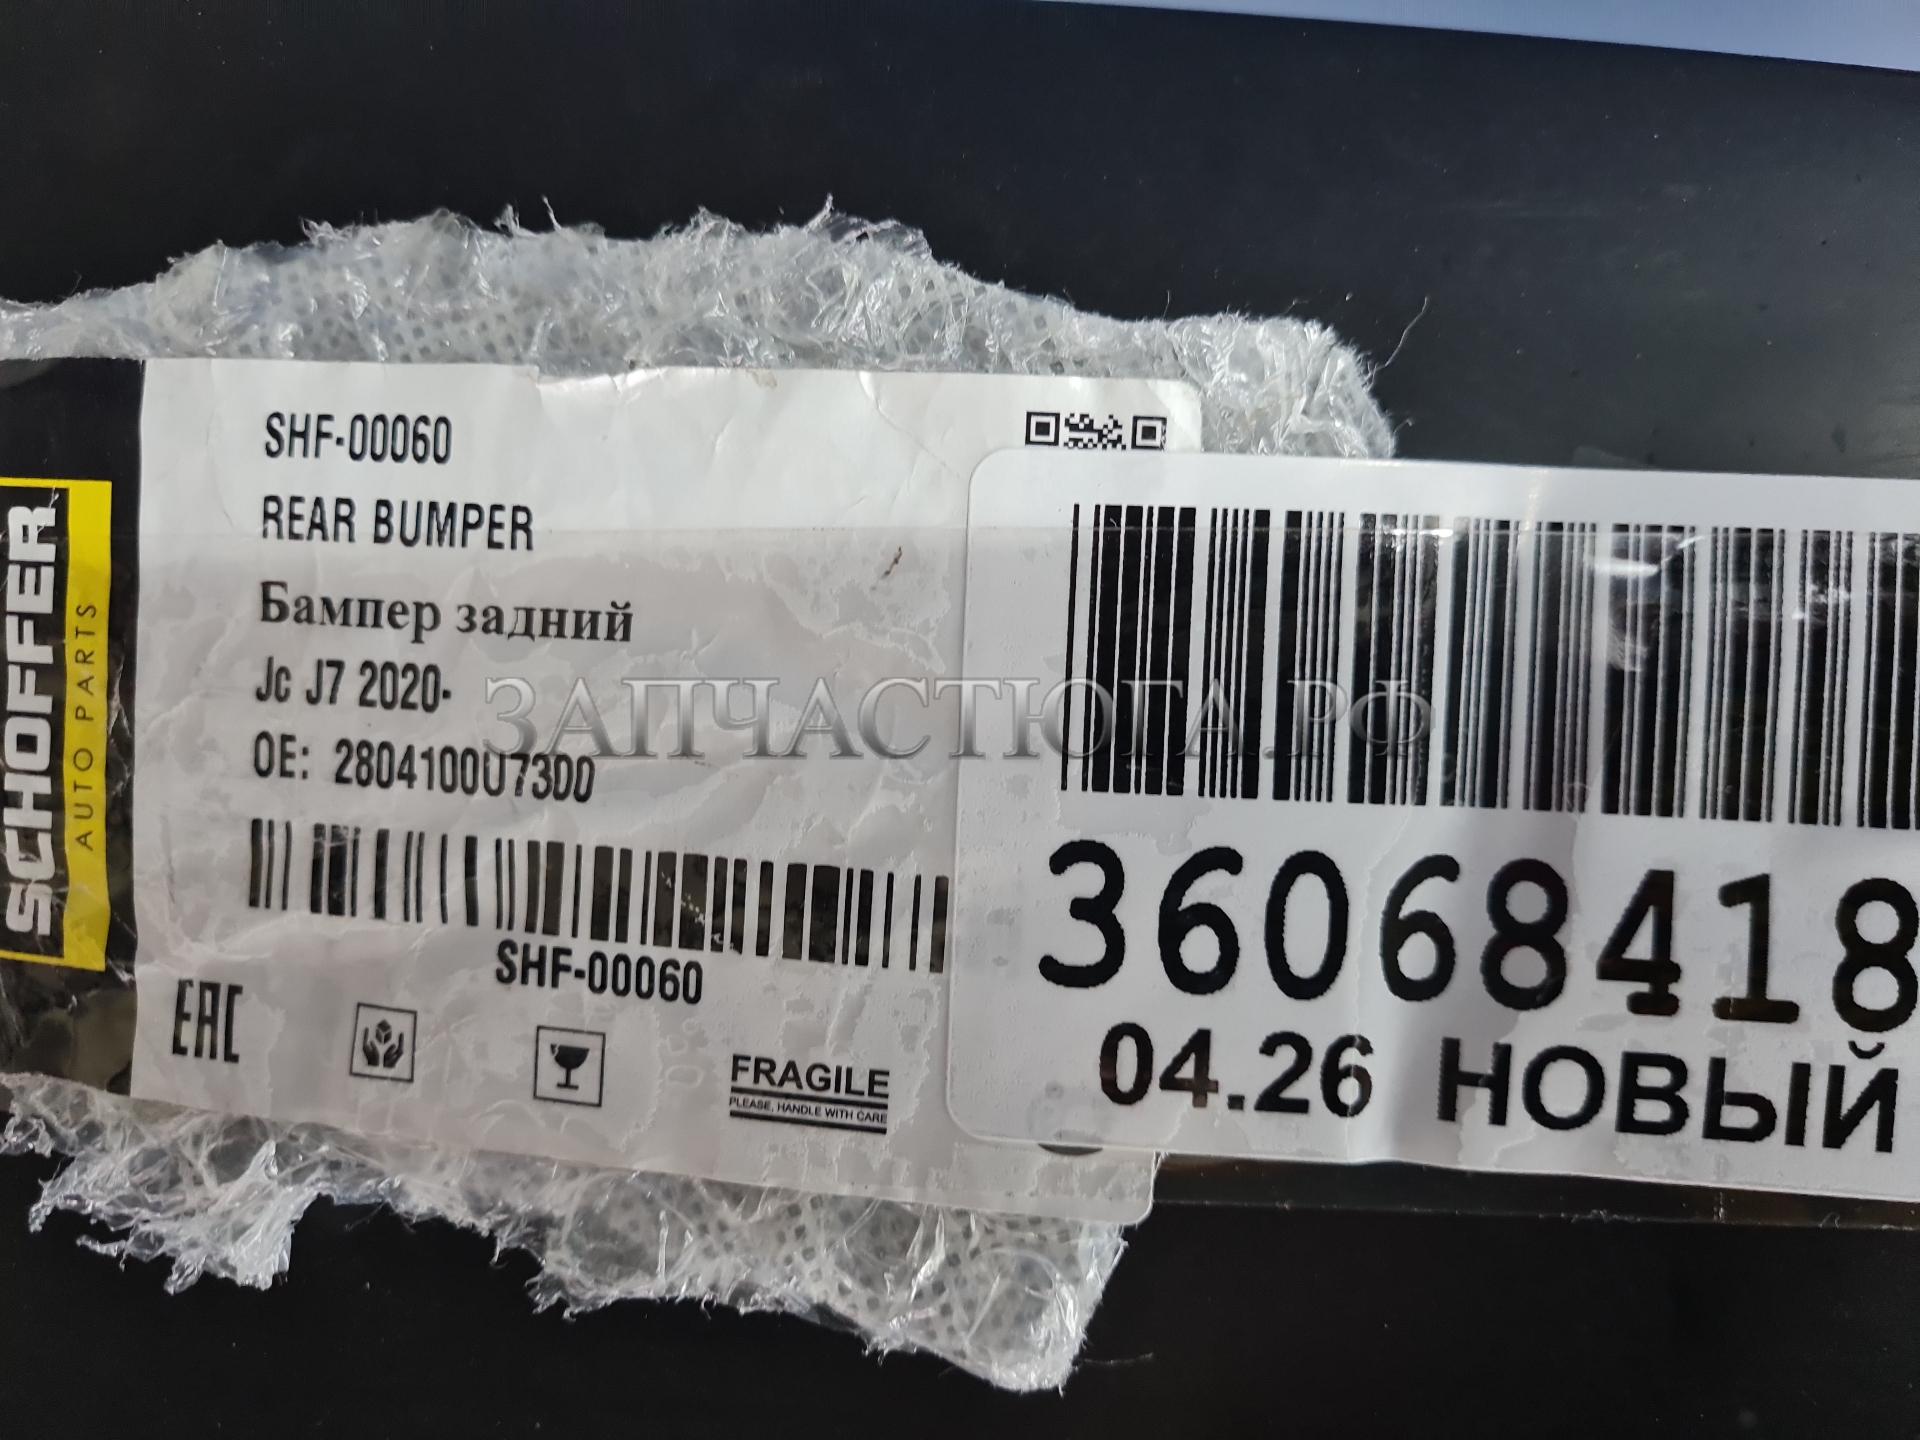 SCHOFFER
AUTO PARTS
SHF-00060
REAR BUMPER
Бампер задний
Jc J7 2020-
OE: 2804100U7300
SHF-00060
EAC
FRAGILE
PLEASE, HANDLE WITH CARE
36068418
04.26 НОВЫЙ
ЗАПЧАСТЮГА.РФ